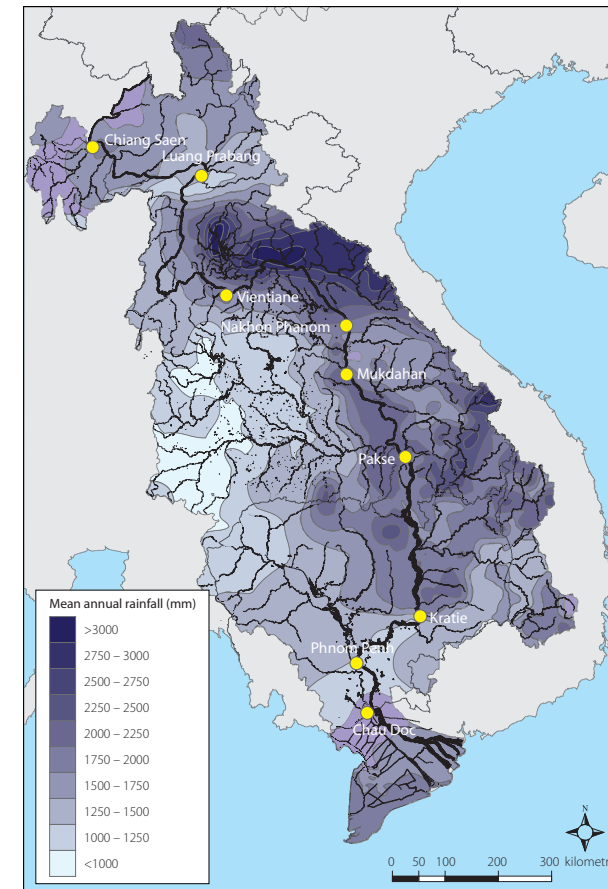 Chiang Saen
Luang Prabang
Vientiane
Nakhon Phanom
Mukdahan
Pakse
Kratie
Phnom Penh
Chau Doc
Mean annual rainfall (mm)
>3000
2750 – 3000
2500 – 2750
2250 – 2500
2000 – 2250
1750 – 2000
1500 – 1750
1250 – 1500
1000 – 1250
<1000
N
0 50 100 200 300 kilomet